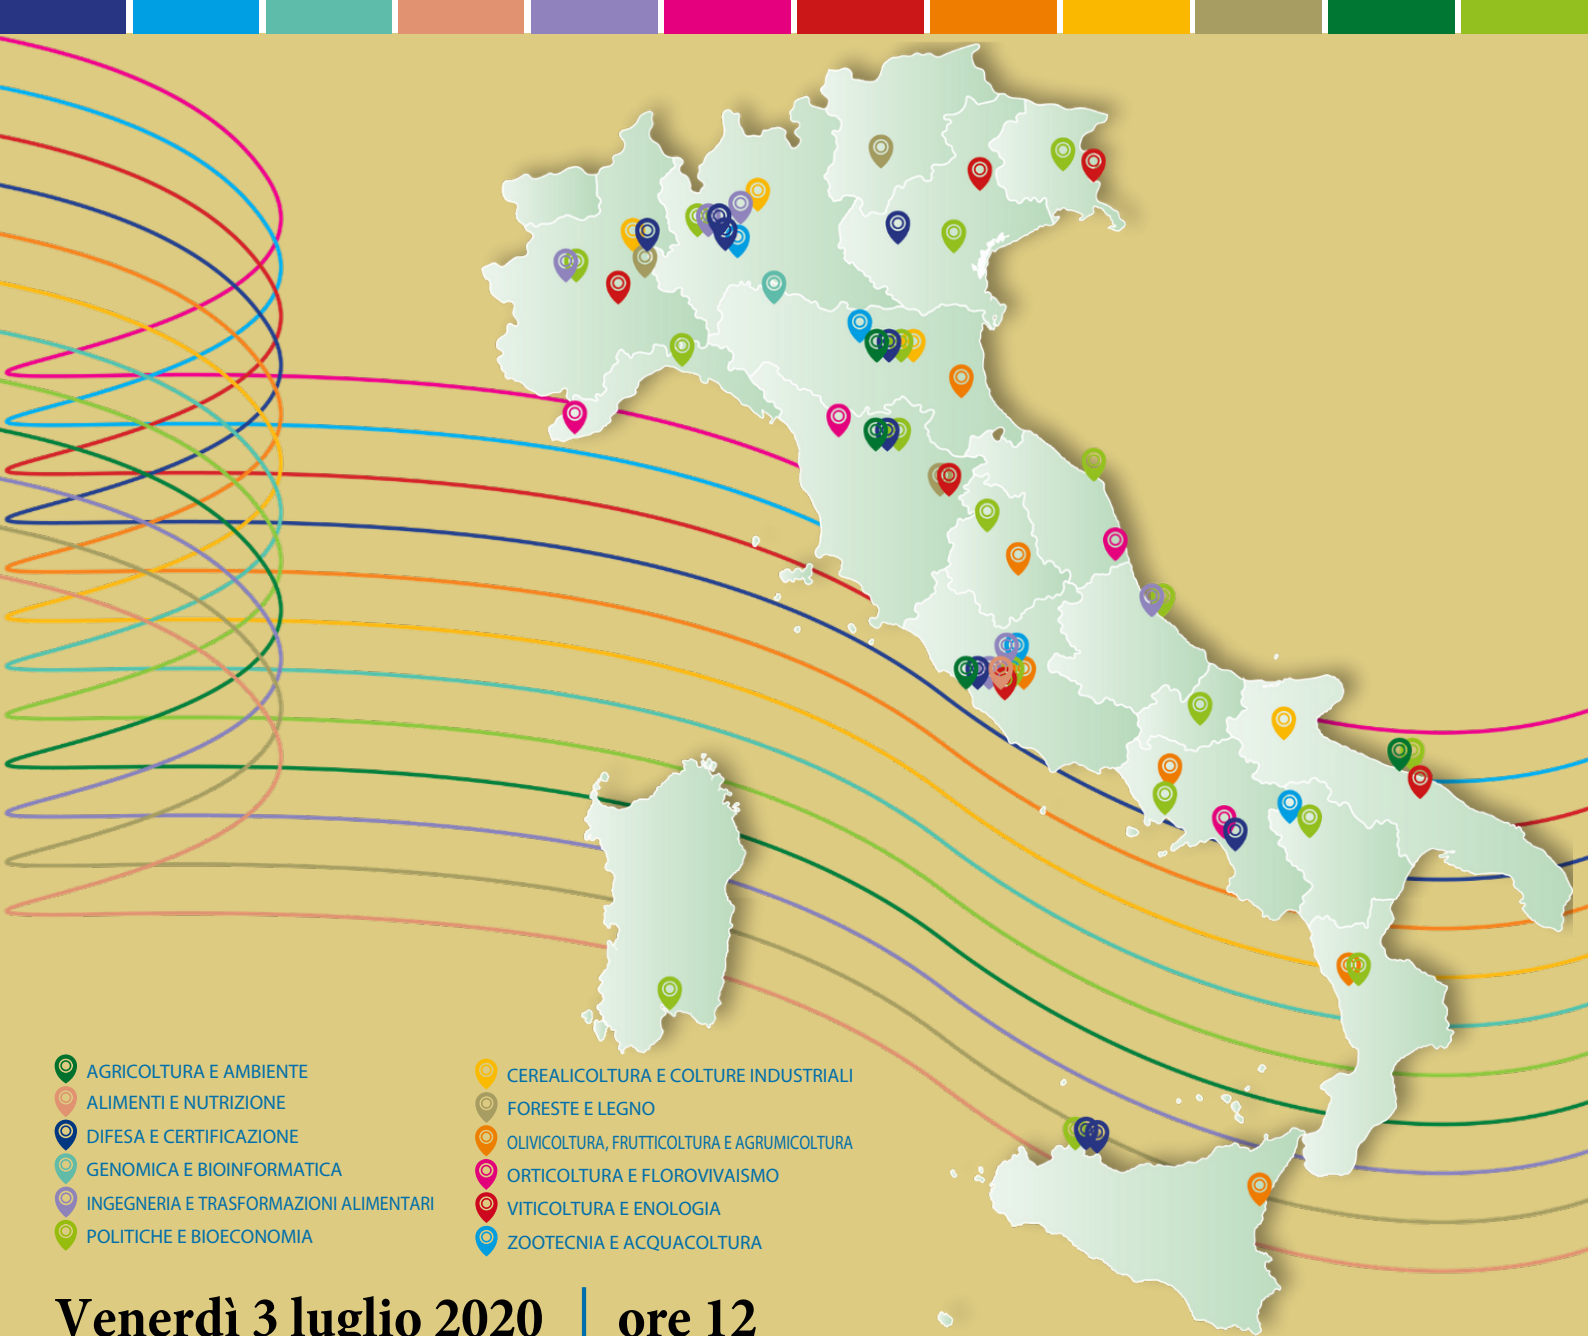 AGRICOLTURA E AMBIENTE
ALIMENTI E NUTRIZIONE
DIFESA E CERTIFICAZIONE
GENOMICA E BIOINFORMATICA
INGEGNERIA E TRASFORMAZIONI ALIMENTARI
POLITICHE E BIOECONOMIA
CEREALICOLTURA E COLTURE INDUSTRIALI
FORESTE E LEGNO
OLIVICOLTURA, FRUTTICOLTURA E AGRUMICOLTURA
ORTICOLTURA E FLOROVIVAISMO
VITICOLTURA E ENOLOGIA
ZOOTECNIA E ACQUACOLTURA
Venerdì 3 luglio 2020 | ore 12